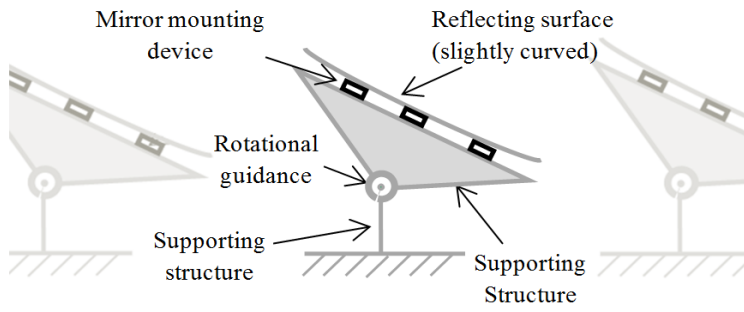 Mirror mounting
device
Reflecting surface
(slightly curved)
Rotational
guidance
Supporting
structure
Supporting
Structure